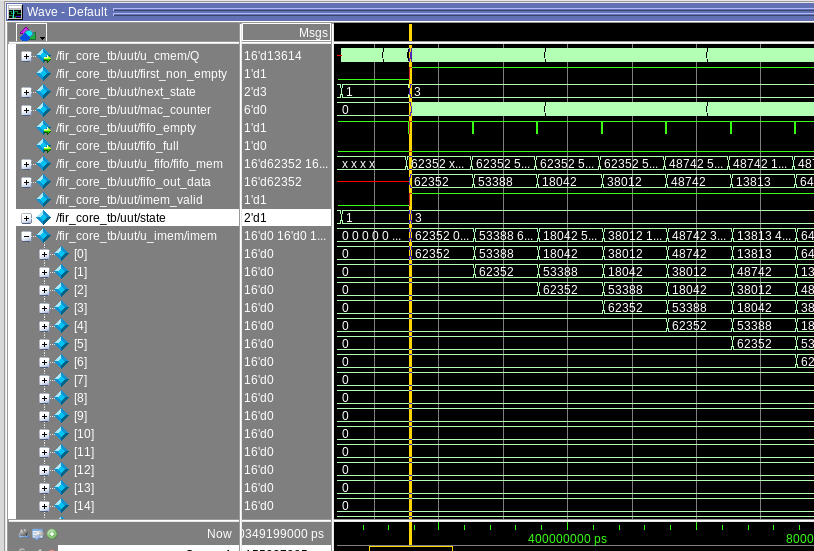 Wave - Default
Msgs
/fir_core_tb/uut/u_cmem/Q 16'd13614
/fir_core_tb/uut/first_non_empty 1'd1
/fir_core_tb/uut/next_state 2'd3 1 3
/fir_core_tb/uut/mac_counter 6'd0 0
/fir_core_tb/uut/fifo_empty 1'd1
/fir_core_tb/uut/fifo_full 1'd0
/fir_core_tb/uut/u_fifo/fifo_mem 16'd62352 16... x x x x 62352 x... 62352 5... 62352 5... 62352 5... 48742 5... 48742 1... 487
/fir_core_tb/uut/fifo_out_data 16'd62352 62352 53388 18042 38012 48742 13813 64
/fir_core_tb/uut/imem_valid 1'd1
/fir_core_tb/uut/state 2'd1 1 3
/fir_core_tb/uut/u_imem/imem 16'd0 16'd0 1... 0 0 0 0 0 ... 62352 0... 53388 6... 18042 5... 38012 1... 48742 3... 13813 4... 64
[0] 16'd0 0 62352 53388 18042 38012 48742 13813 64
[1] 16'd0 0 62352 53388 18042 38012 48742 13
[2] 16'd0 0 62352 53388 18042 38012 48
[3] 16'd0 0 62352 53388 18042 38
[4] 16'd0 0 62352 53388 18
[5] 16'd0 0 62352 53
[6] 16'd0 0 62
[7] 16'd0 0
[8] 16'd0 0
[9] 16'd0 0
[10] 16'd0 0
[11] 16'd0 0
[12] 16'd0 0
[13] 16'd0 0
[14] 16'd0 0
Now 0349199000 ps 400000000 ps 8000